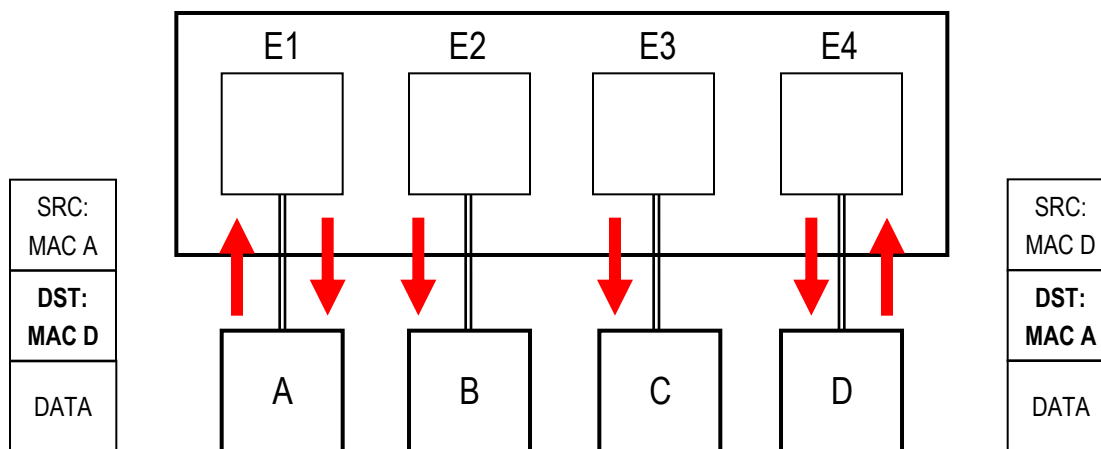 E1 E2 E3 E4
SRC:
MAC A
DST:
MAC D
DATA
SRC:
MAC D
DST:
MAC A
DATA
A B C D